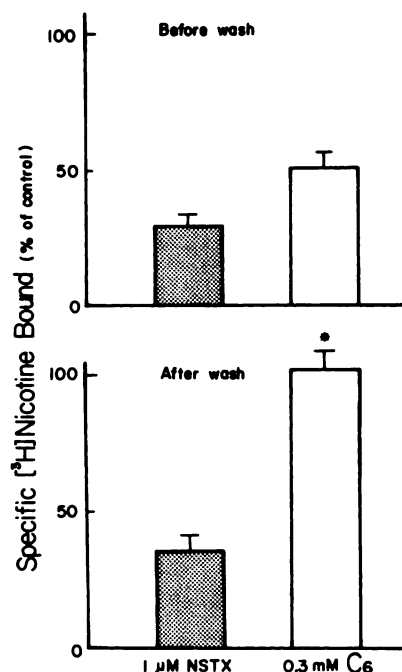 Specific [³H]Nicotine Bound (% of control)
100
Before wash
50
0
100
After wash
*
50
0
1 μM NSTX
0.3 mM C₆